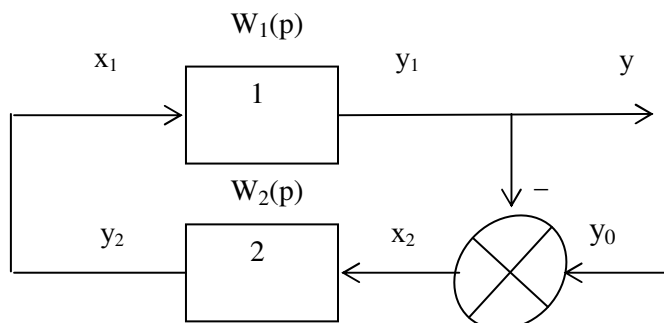 W₁(p)
x₁ y₁ y
1
W₂(p) −
y₂ x₂ y₀
2